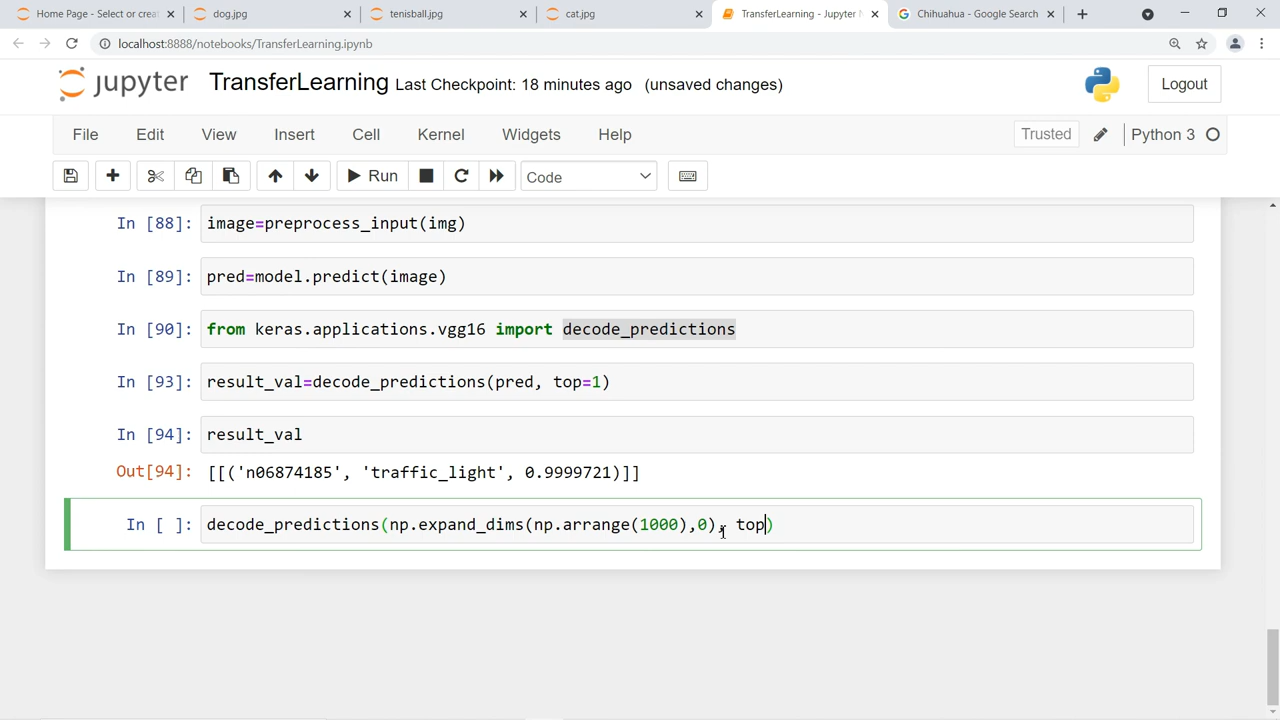 Home Page - Select or creat
dog.jpg
tenisball.jpg
cat.jpg
TransferLearning - Jupyter N
Chihuahua - Google Search
localhost:8888/notebooks/TransferLearning.ipynb
jupyter TransferLearning Last Checkpoint: 18 minutes ago (unsaved changes)
Logout
File Edit View Insert Cell Kernel Widgets Help
Trusted
Python 3
Run
Code
In [88]: image=preprocess_input(img)
In [89]: pred=model.predict(image)
In [90]: from keras.applications.vgg16 import decode_predictions
In [93]: result_val=decode_predictions(pred, top=1)
In [94]: result_val
Out[94]: [[('n06874185', 'traffic_light', 0.9999721)]]
In [ ]: decode_predictions(np.expand_dims(np.arrange(1000),0), top)